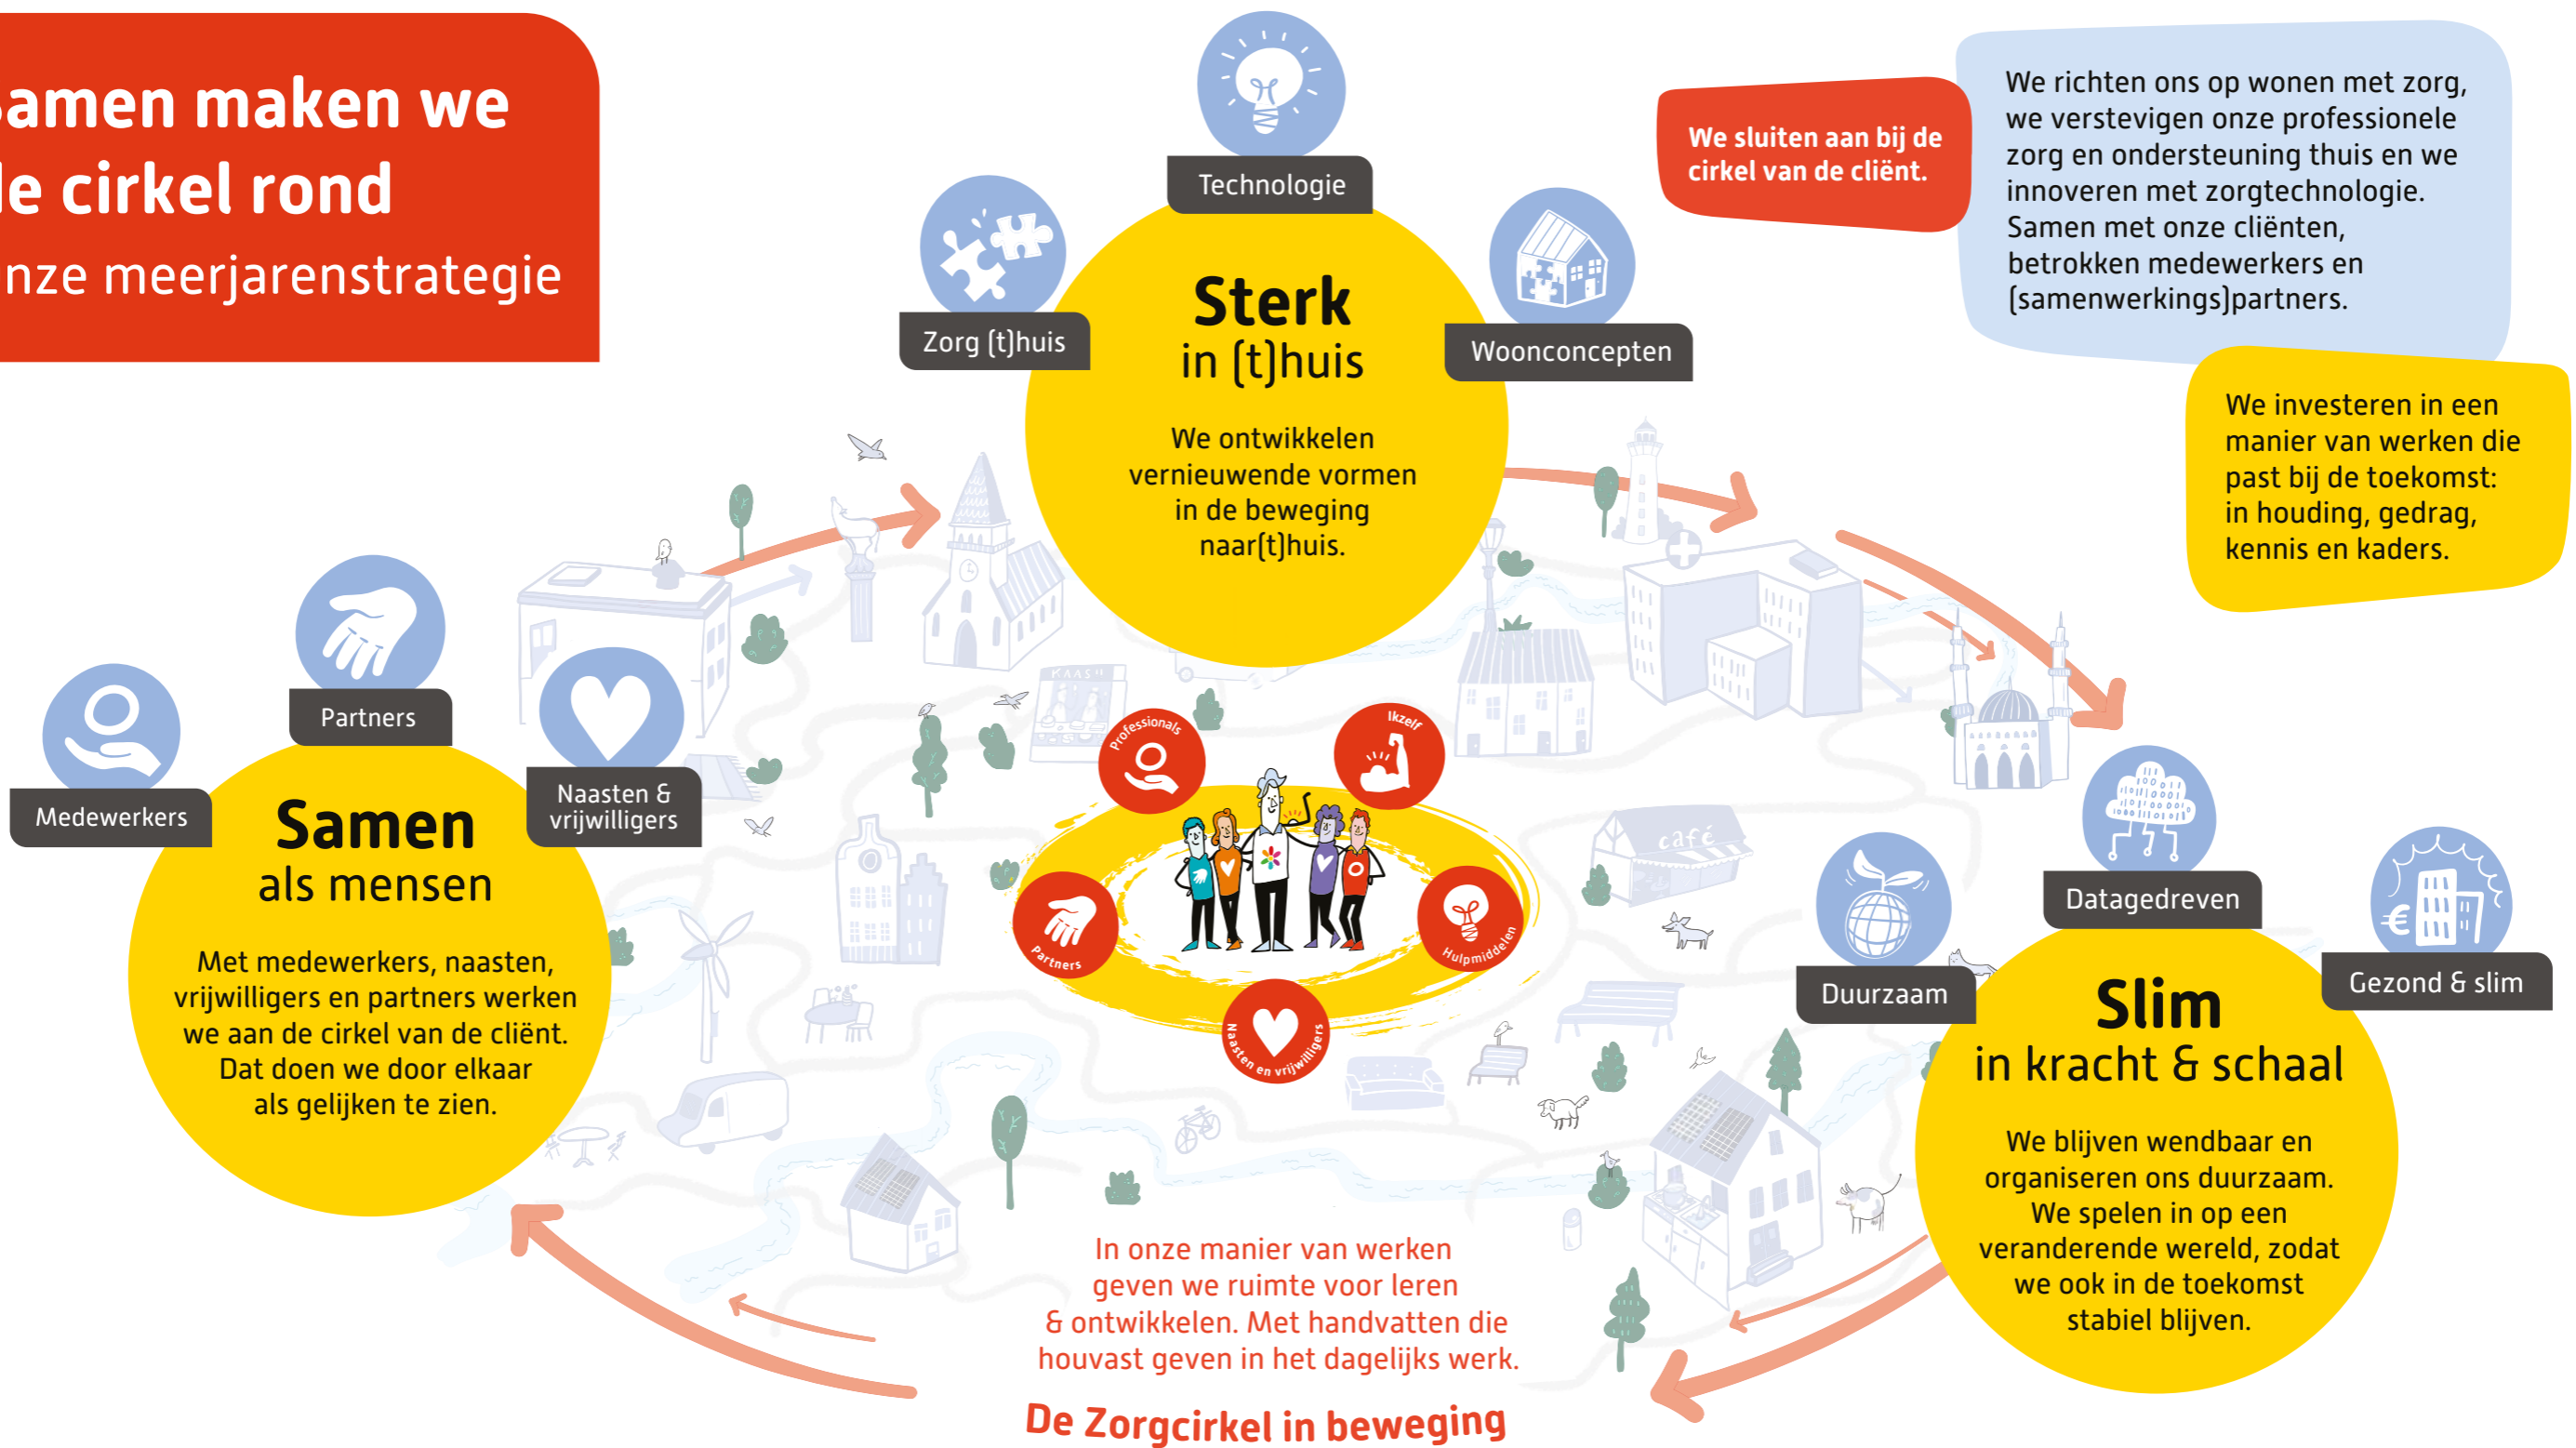 samen maken we
de cirkel rond
onze meerjarenstrategie
Technologie
Zorg (t)huis
Woonconcepten
Sterk
in (t)huis
We ontwikkelen
vernieuwende vormen
in de beweging
naar(t)huis.
We sluiten aan bij de
cirkel van de cliënt.
We richten ons op wonen met zorg,
we verstevigen onze professionele
zorg en ondersteuning thuis en we
innoveren met zorgtechnologie.
Samen met onze cliënten,
betrokken medewerkers en
(samenwerkings)partners.
We investeren in een
manier van werken die
past bij de toekomst:
in houding, gedrag,
kennis en kaders.
Medewerkers
Partners
Naasten &
vrijwilligers
Samen
als mensen
Met medewerkers, naasten,
vrijwilligers en partners werken
we aan de cirkel van de cliënt.
Dat doen we door elkaar
als gelijken te zien.
KAAS
Professionals
Ikzelf
Partners
Hulpmiddelen
Naasten en vrijwilligers
café
Duurzaam
Datagedreven
Gezond & slim
Slim
in kracht & schaal
We blijven wendbaar en
organiseren ons duurzaam.
We spelen in op een
veranderende wereld, zodat
we ook in de toekomst
stabiel blijven.
In onze manier van werken
geven we ruimte voor leren
& ontwikkelen. Met handvatten die
houvast geven in het dagelijks werk.
De Zorgcirkel in beweging